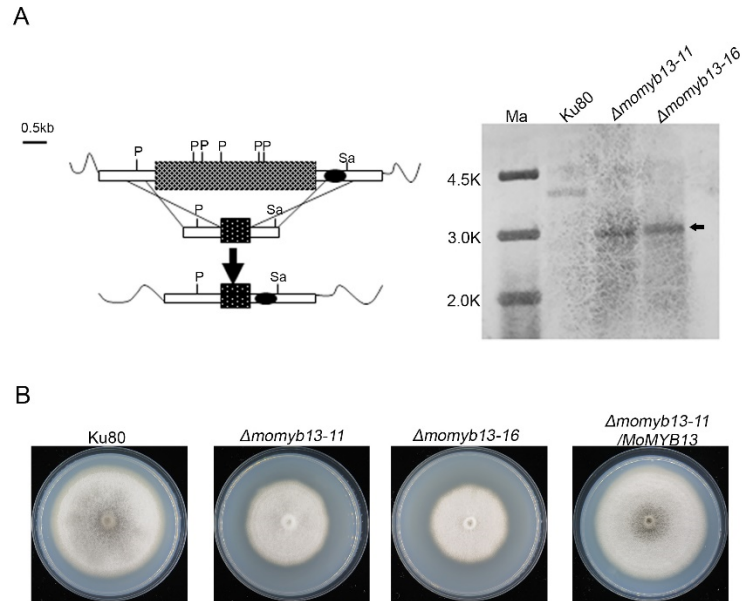 A
0.5kb
P PP P PP Sa
P Sa
P Sa
Ma Ku80 Δmomyb13-11 Δmomyb13-16
4.5K
3.0K
2.0K
B
Ku80 Δmomyb13-11 Δmomyb13-16 Δmomyb13-11
/MoMYB13